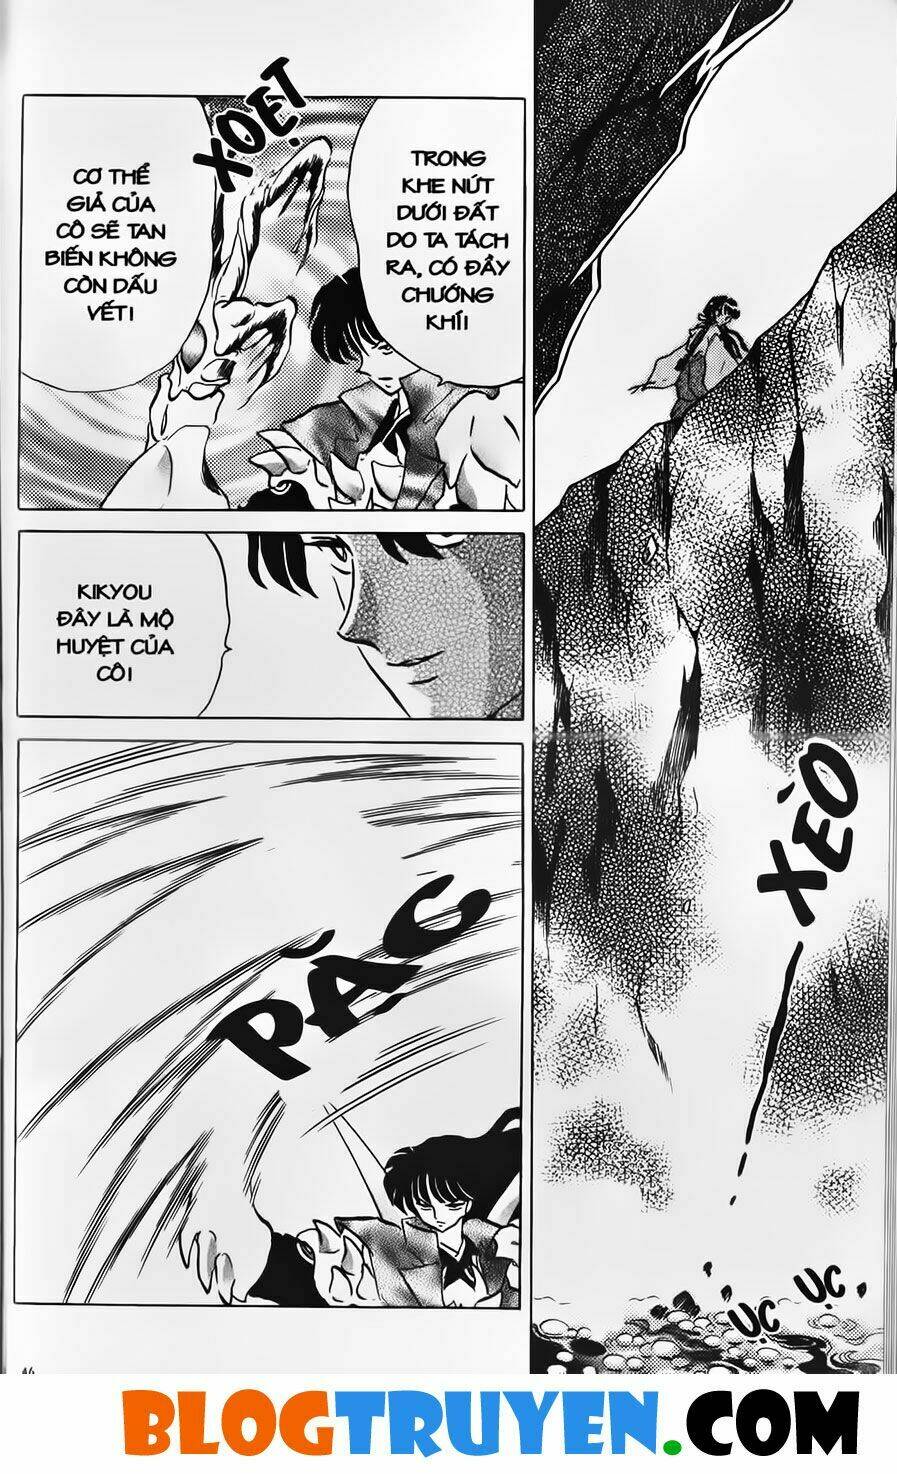 XÈO
ỤC
ỤC
XOẸT
TRONG
KHE NỨT
DƯỚI ĐẤT
DO TA TÁCH
RA, CÓ ĐẦY
CHƯỚNG
KHÍ!
CƠ THỂ
GIẢ CỦA
CÔ SẼ TAN
BIẾN KHÔNG
CÒN DẤU
VẾT!
KIKYOU
ĐÂY LÀ MỘ
HUYỆT CỦA
CÔ!
PĂC
BLOGTRUYEN.COM